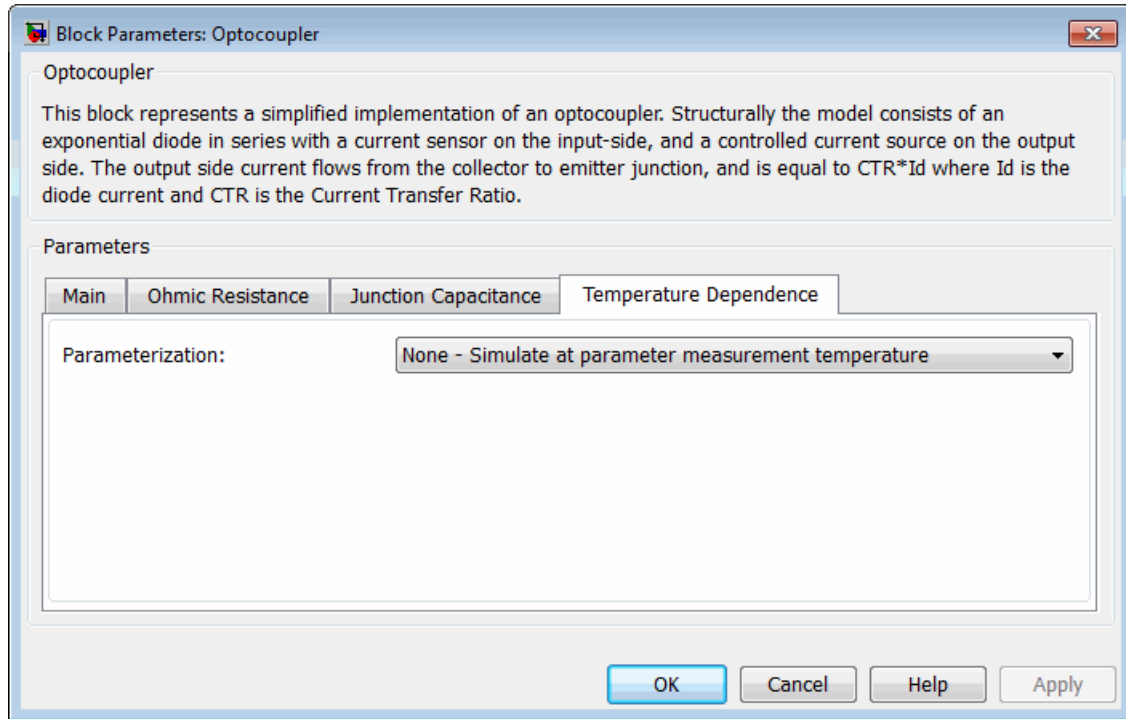 Block Parameters: Optocoupler
Optocoupler
This block represents a simplified implementation of an optocoupler. Structurally the model consists of an
exponential diode in series with a current sensor on the input-side, and a controlled current source on the output
side. The output side current flows from the collector to emitter junction, and is equal to CTR*Id where Id is the
diode current and CTR is the Current Transfer Ratio.
Parameters
Main Ohmic Resistance Junction Capacitance Temperature Dependence
Parameterization: None - Simulate at parameter measurement temperature
OK Cancel Help Apply